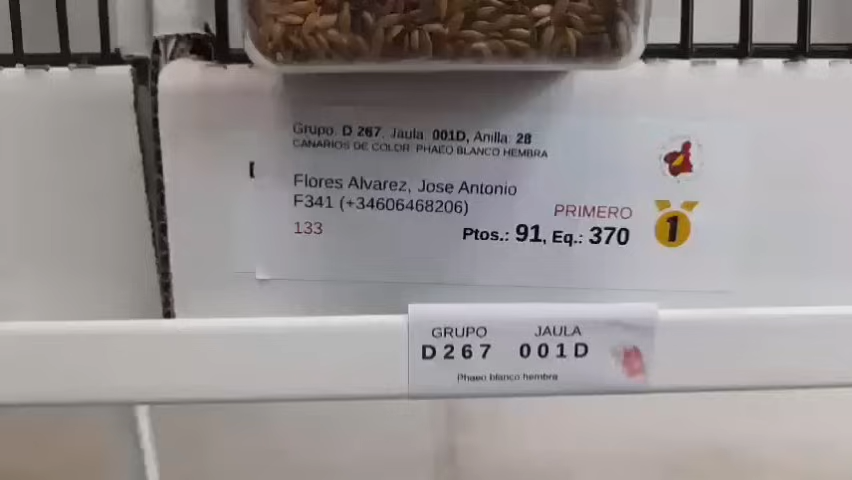 Grupo: D 267, Jaula: 001D, Anilla: 28
CANARIOS DE COLOR: PHAEO BLANCO HEMBRA
Flores Alvarez, Jose Antonio
F341 (+34606468206)
PRIMERO
133
Ptos.: 91, Eq.: 370
1
GRUPO JAULA
D267 001D
Phaeo blanco hembra